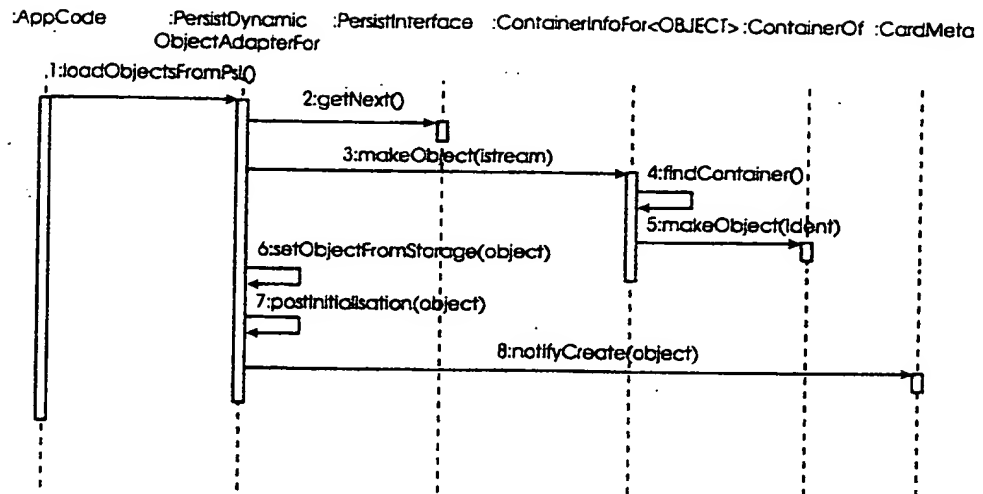 :AppCode :PersistDynamic :PersistInterface :ContainerInfoFor<OBJECT> :ContainerOf :CardMeta
ObjectAdapterFor
1:loadObjectsFromPsl()
2:getNext()
3:makeObject(istream)
4:findContainer()
5:makeObject(ident)
6:setObjectFromStorage(object)
7:postInitialisation(object)
8:notifyCreate(object)